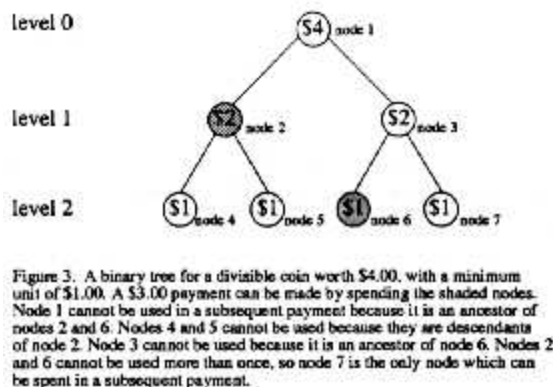 level 0
$4 node 1
level 1
$2 node 2
$2 node 3
level 2
$1 node 4
$1 node 5
$1 node 6
$1 node 7
Figure 3. A binary tree for a divisible coin worth $4.00, with a minimum
unit of $1.00. A $3.00 payment can be made by spending the shaded nodes.
Node 1 cannot be used in a subsequent payment because it is an ancestor of
nodes 2 and 6. Nodes 4 and 5 cannot be used because they are descendants
of node 2. Node 3 cannot be used because it is an ancestor of node 6. Nodes 2
and 6 cannot be used more than once, so node 7 is the only node which can
be spent in a subsequent payment.